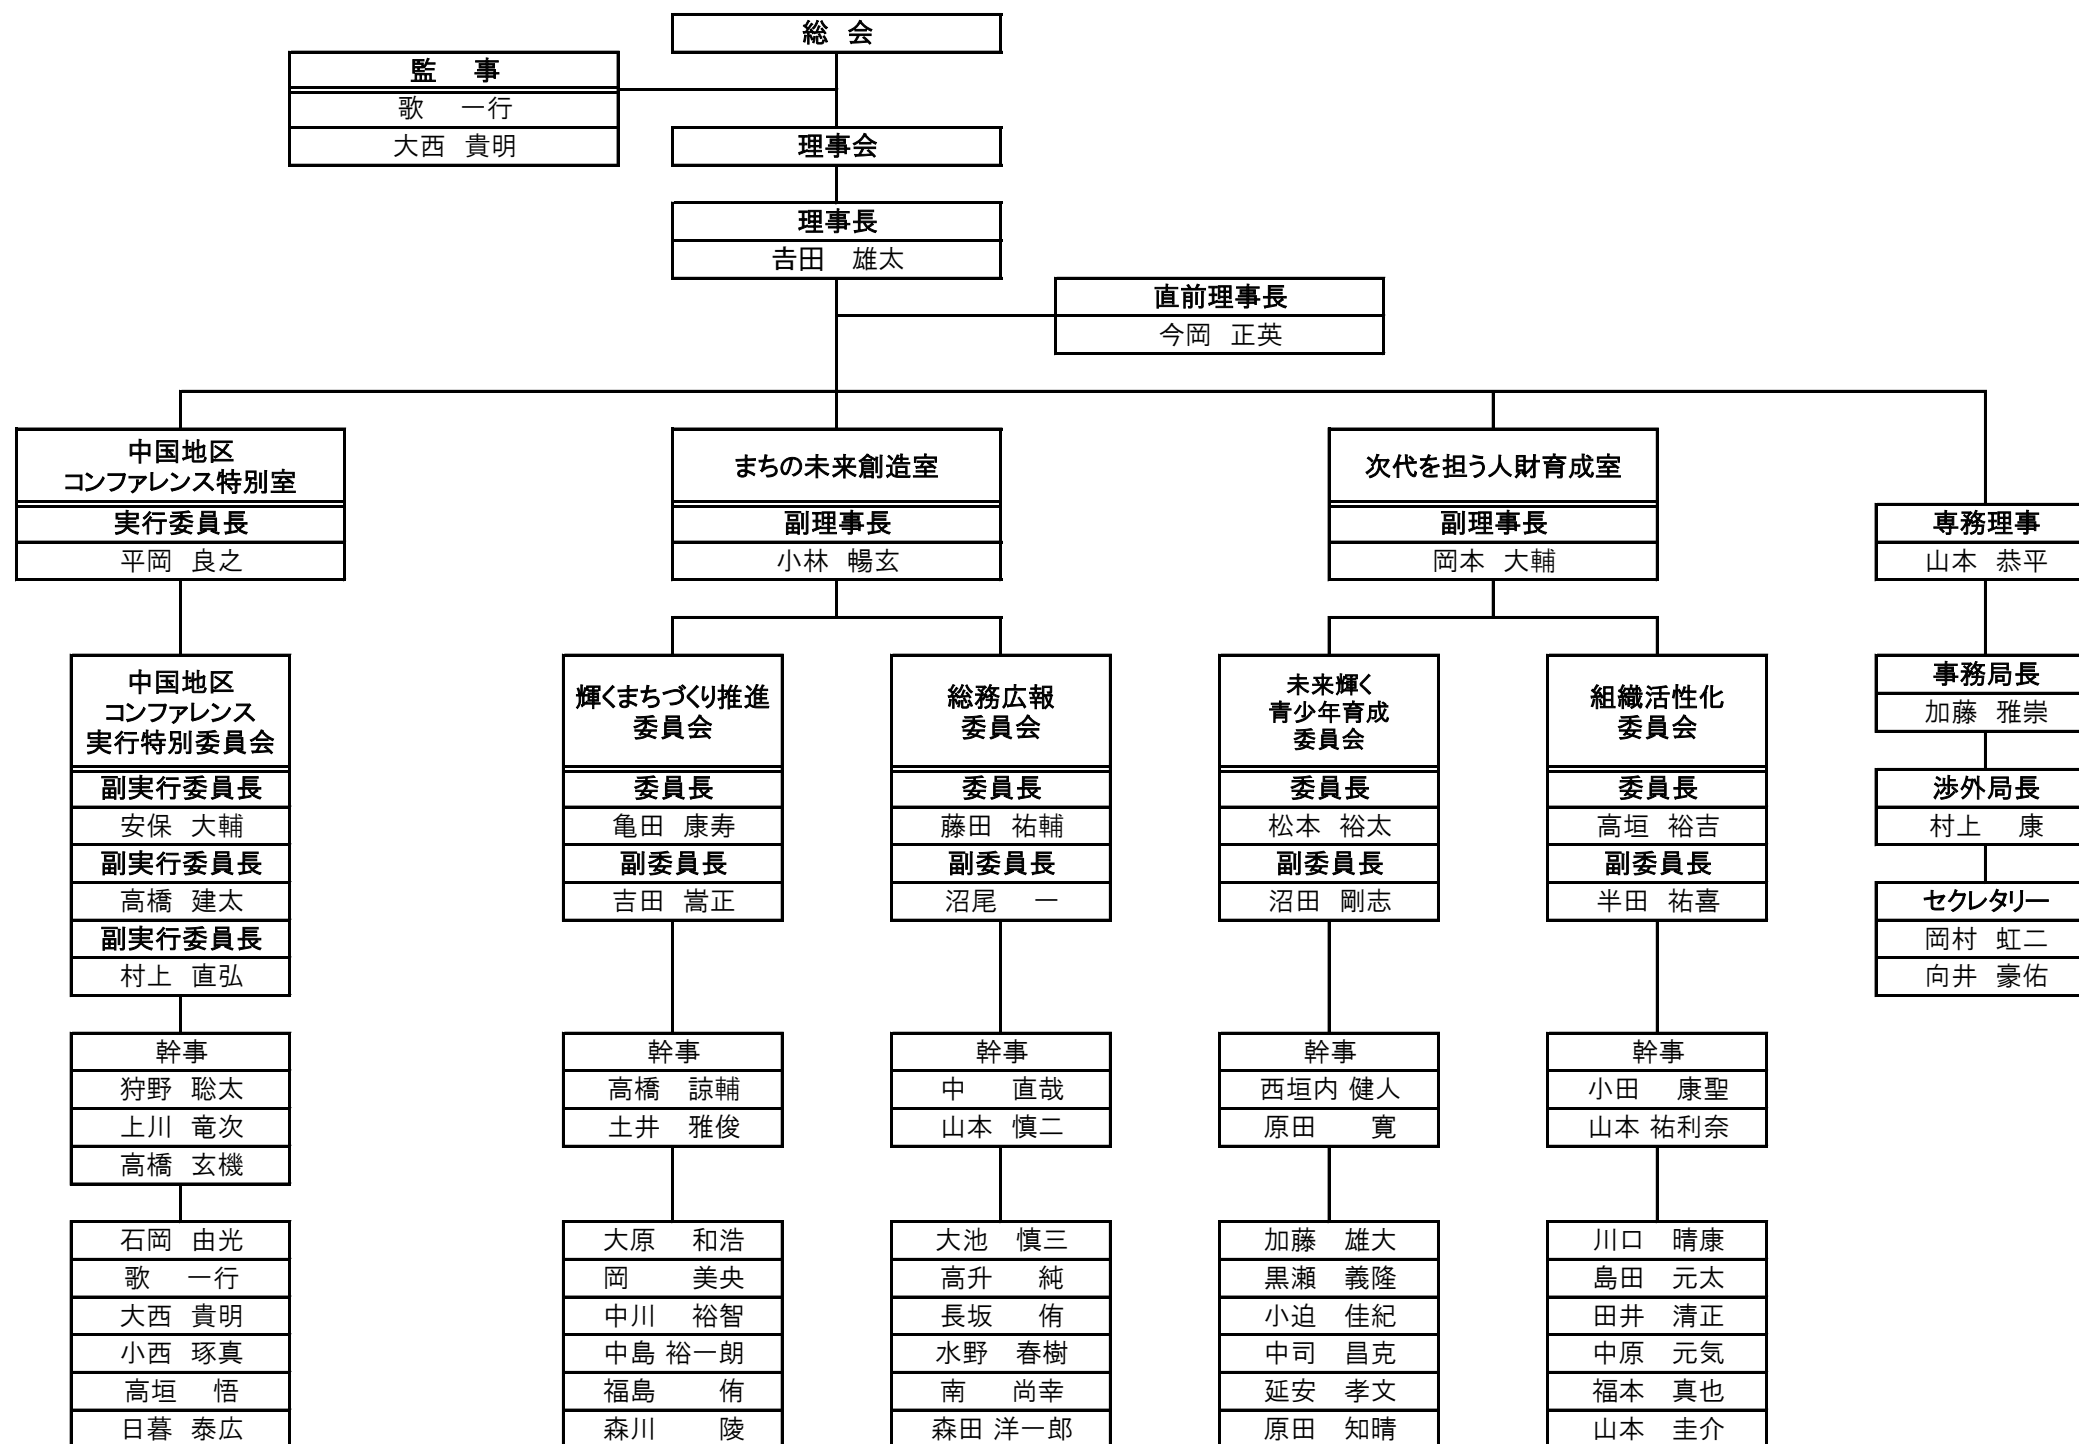 総 会
監 事
歌 一行
大西 貴明
理事会
理事長
𠮷田 雄太
直前理事長
今岡 正英
中国地区
コンファレンス特別室
実行委員長
平岡 良之
まちの未来創造室
副理事長
小林 暢玄
次代を担う人財育成室
副理事長
岡本 大輔
専務理事
山本 恭平
中国地区
コンファレンス
実行特別委員会
副実行委員長
安保 大輔
副実行委員長
高橋 建太
副実行委員長
村上 直弘
幹事
狩野 聡太
上川 竜次
高橋 玄機
石岡 由光
歌 一行
大西 貴明
小西 琢真
高垣 悟
日暮 泰広
輝くまちづくり推進
委員会
委員長
亀田 康寿
副委員長
吉田 嵩正
幹事
高橋 諒輔
土井 雅俊
大原 和浩
岡 美央
中川 裕智
中島 裕一朗
福島 侑
森川 陵
総務広報
委員会
委員長
藤田 祐輔
副委員長
沼尾 一
幹事
中 直哉
山本 慎二
大池 慎三
高升 純
長坂 侑
水野 春樹
南 尚幸
森田 洋一郎
未来輝く
青少年育成
委員会
委員長
松本 裕太
副委員長
沼田 剛志
幹事
西垣内 健人
原田 寛
加藤 雄大
黒瀬 義隆
小迫 佳紀
中司 昌克
延安 孝文
原田 知晴
組織活性化
委員会
委員長
高垣 裕吉
副委員長
半田 祐喜
幹事
小田 康聖
山本 祐利奈
川口 晴康
島田 元太
田井 清正
中原 元気
福本 真也
山本 圭介
事務局長
加藤 雅崇
渉外局長
村上 康
セクレタリー
岡村 虹二
向井 豪佑